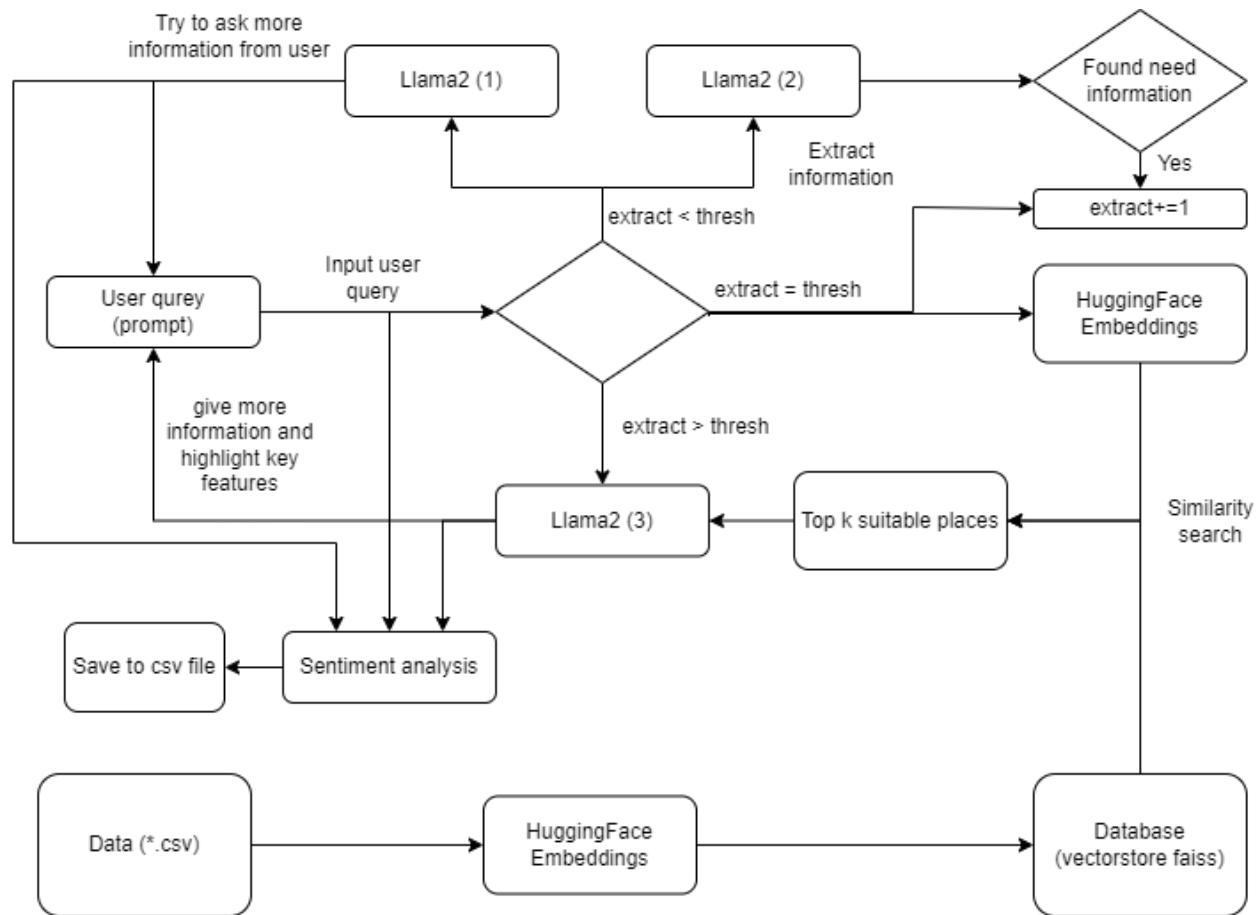 Try to ask more
information from user
Llama2 (1)
Llama2 (2)
Found need
information
Extract
information
Yes
extract+=1
extract < thresh
Input user
query
User qurey
(prompt)
extract = thresh
HuggingFace
Embeddings
give more
information and
highlight key
features
extract > thresh
Llama2 (3)
Top k suitable places
Similarity
search
Save to csv file
Sentiment analysis
Data (*.csv)
HuggingFace
Embeddings
Database
(vectorstore faiss)